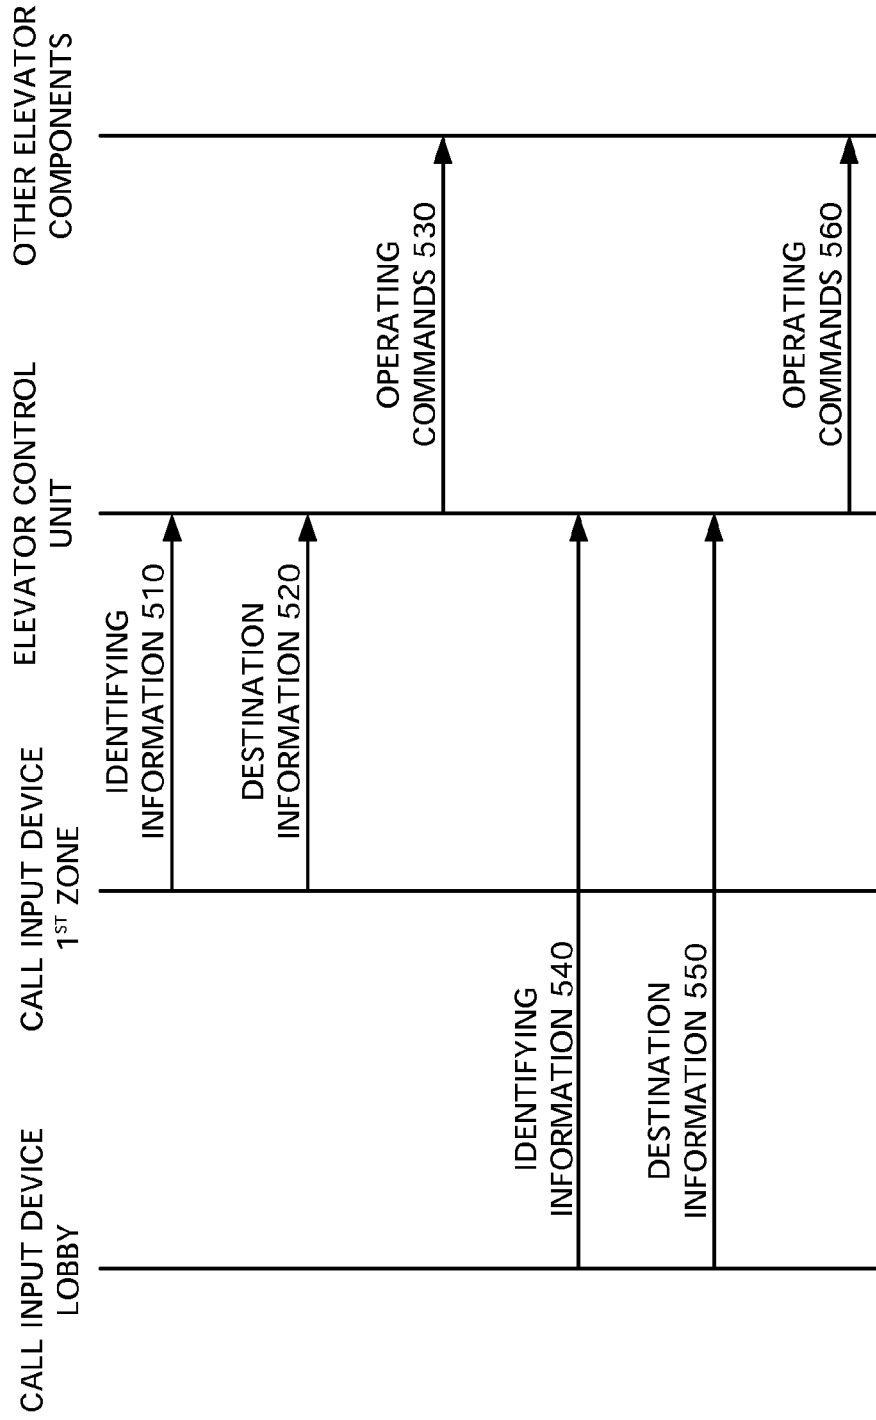 CALL INPUT DEVICE
LOBBY
CALL INPUT DEVICE
1ST ZONE
ELEVATOR CONTROL
UNIT
OTHER ELEVATOR
COMPONENTS
IDENTIFYING
INFORMATION 510
DESTINATION
INFORMATION 520
OPERATING
COMMANDS 530
IDENTIFYING
INFORMATION 540
DESTINATION
INFORMATION 550
OPERATING
COMMANDS 560